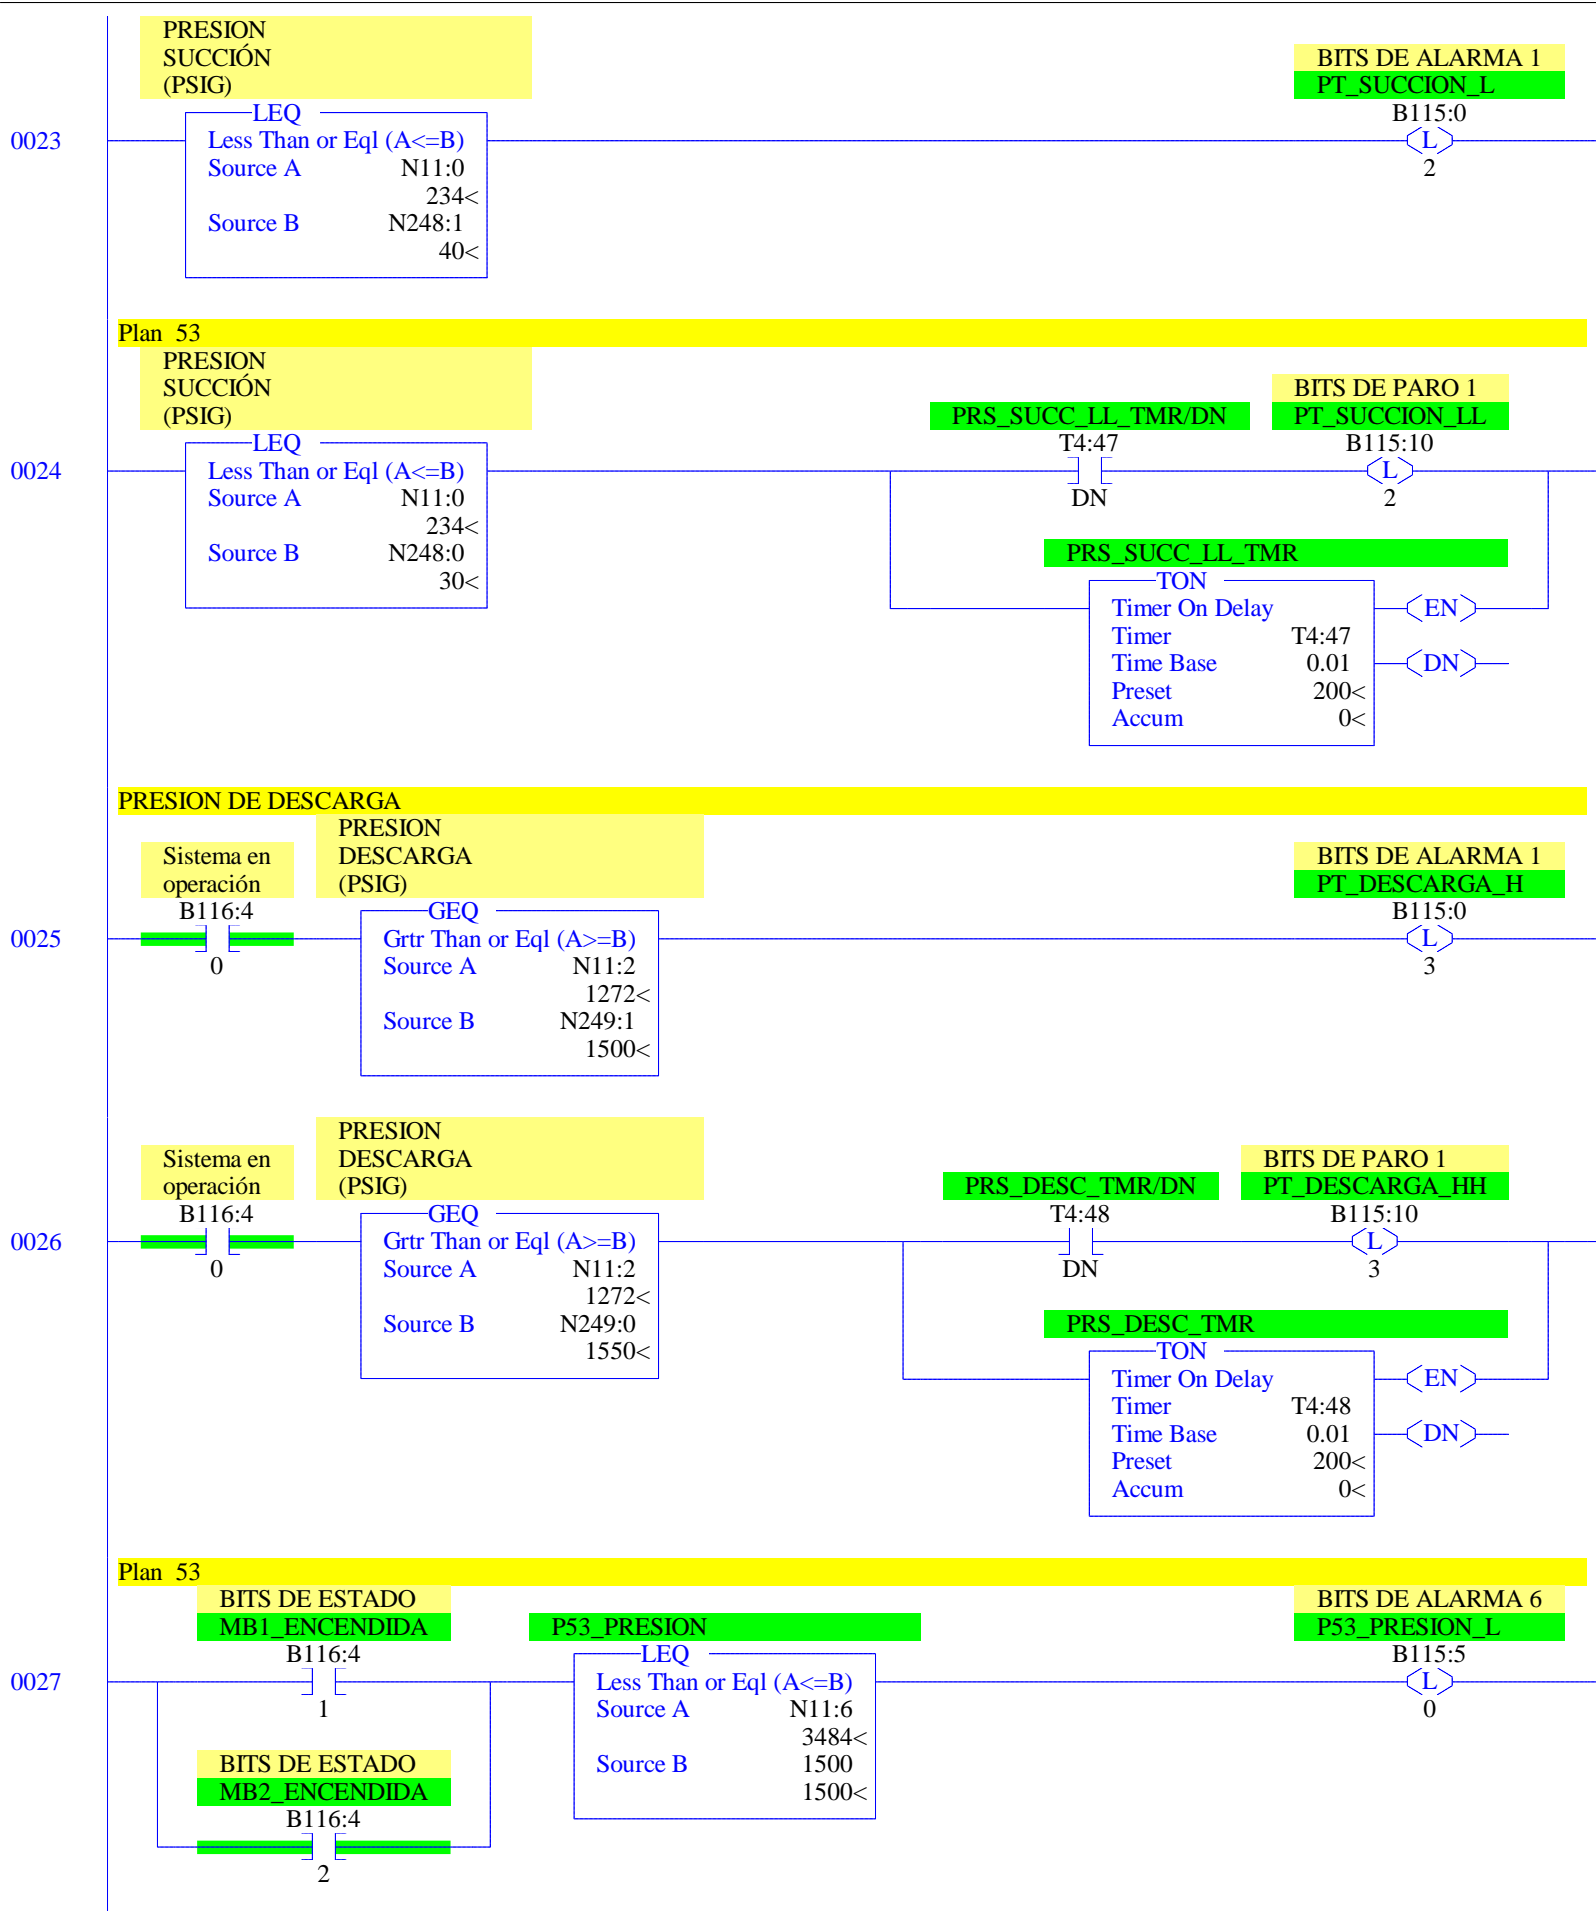 PRESION
SUCCIÓN
(PSIG)
BITS DE ALARMA 1
PT_SUCCION_L
B115:0
LEQ
0023
Less Than or Eql (A<=B)
L
Source A N11:0
2
234<
Source B N248:1
40<
Plan 53
PRESION
SUCCIÓN
(PSIG)
BITS DE PARO 1
PRS_SUCC_LL_TMR/DN PT_SUCCION_LL
T4:47 B115:10
LEQ
0024
Less Than or Eql (A<=B)
L
Source A N11:0
DN 2
234<
Source B N248:0
30<
PRS_SUCC_LL_TMR
TON
Timer On Delay EN
Timer T4:47
Time Base 0.01 DN
Preset 200<
Accum 0<
PRESION DE DESCARGA
PRESION
DESCARGA
(PSIG)
Sistema en
operación
BITS DE ALARMA 1
PT_DESCARGA_H
B116:4
B115:0
GEQ
0025
Grtr Than or Eql (A>=B)
L
0
Source A N11:2
3
1272<
Source B N249:1
1500<
PRESION
DESCARGA
(PSIG)
Sistema en
operación
BITS DE PARO 1
PRS_DESC_TMR/DN PT_DESCARGA_HH
B116:4
T4:48 B115:10
GEQ
0026
Grtr Than or Eql (A>=B)
L
0
Source A N11:2
DN 3
1272<
Source B N249:0
1550<
PRS_DESC_TMR
TON
Timer On Delay EN
Timer T4:48
Time Base 0.01 DN
Preset 200<
Accum 0<
Plan 53
BITS DE ESTADO
MB1_ENCENDIDA
B116:4
P53_PRESION
BITS DE ALARMA 6
P53_PRESION_L
B115:5
LEQ
0027
1
Less Than or Eql (A<=B)
L
Source A N11:6
0
3484<
Source B 1500
1500<
BITS DE ESTADO
MB2_ENCENDIDA
B116:4
2